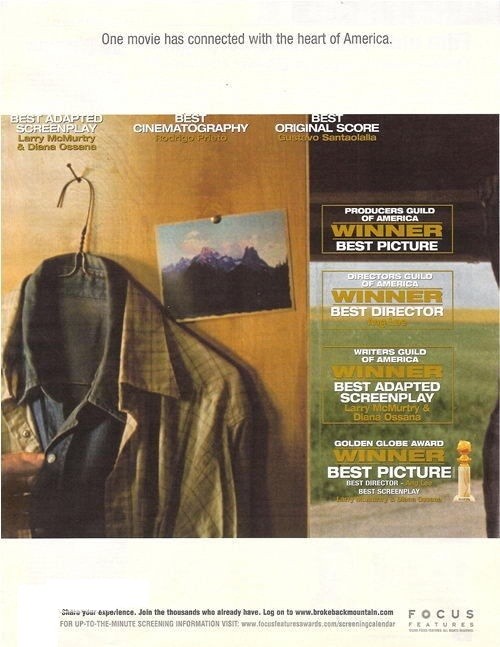 One movie has connected with the heart of America.
BEST ADAPTED
SCREENPLAY
Larry McMurtry
& Diana Ossana
BEST
CINEMATOGRAPHY
Rodrigo Prieto
BEST
ORIGINAL SCORE
Gustavo Santaolalla
PRODUCERS GUILD
OF AMERICA
WINNER
BEST PICTURE
DIRECTORS GUILD
OF AMERICA
WINNER
BEST DIRECTOR
Ang Lee
WRITERS GUILD
OF AMERICA
WINNER
BEST ADAPTED
SCREENPLAY
Larry McMurtry &
Diana Ossana
GOLDEN GLOBE AWARD
WINNER
BEST PICTURE
BEST DIRECTOR - Ang Lee
BEST SCREENPLAY
Larry McMurtry & Diana Ossana
Share your experience. Join the thousands who already have. Log on to www.brokebackmountain.com
FOR UP-TO-THE-MINUTE SCREENING INFORMATION VISIT: www.focusfeaturesawards.com/screeningcalendar
FOCUS
FEATURES